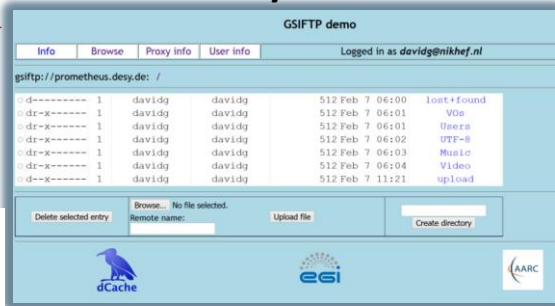 GSIFTP demo
Info Browse Proxy info User info Logged in as davidg@nikhef.nl
gsiftp://prometheus.desy.de: /
d--------- 1 davidg davidg 512 Feb 7 06:00 lost+found
dr-x------ 1 davidg davidg 512 Feb 7 06:01 VOs
dr-x------ 1 davidg davidg 512 Feb 7 06:01 Users
dr-x------ 1 davidg davidg 512 Feb 7 06:02 UTF-8
dr-x------ 1 davidg davidg 512 Feb 7 06:03 Music
dr-x------ 1 davidg davidg 512 Feb 7 06:04 Video
d--x------ 1 davidg davidg 512 Feb 7 11:21 upload
Browse... No file selected.
Delete selected entry Remote name: Upload file Create directory
dCache egi AARC